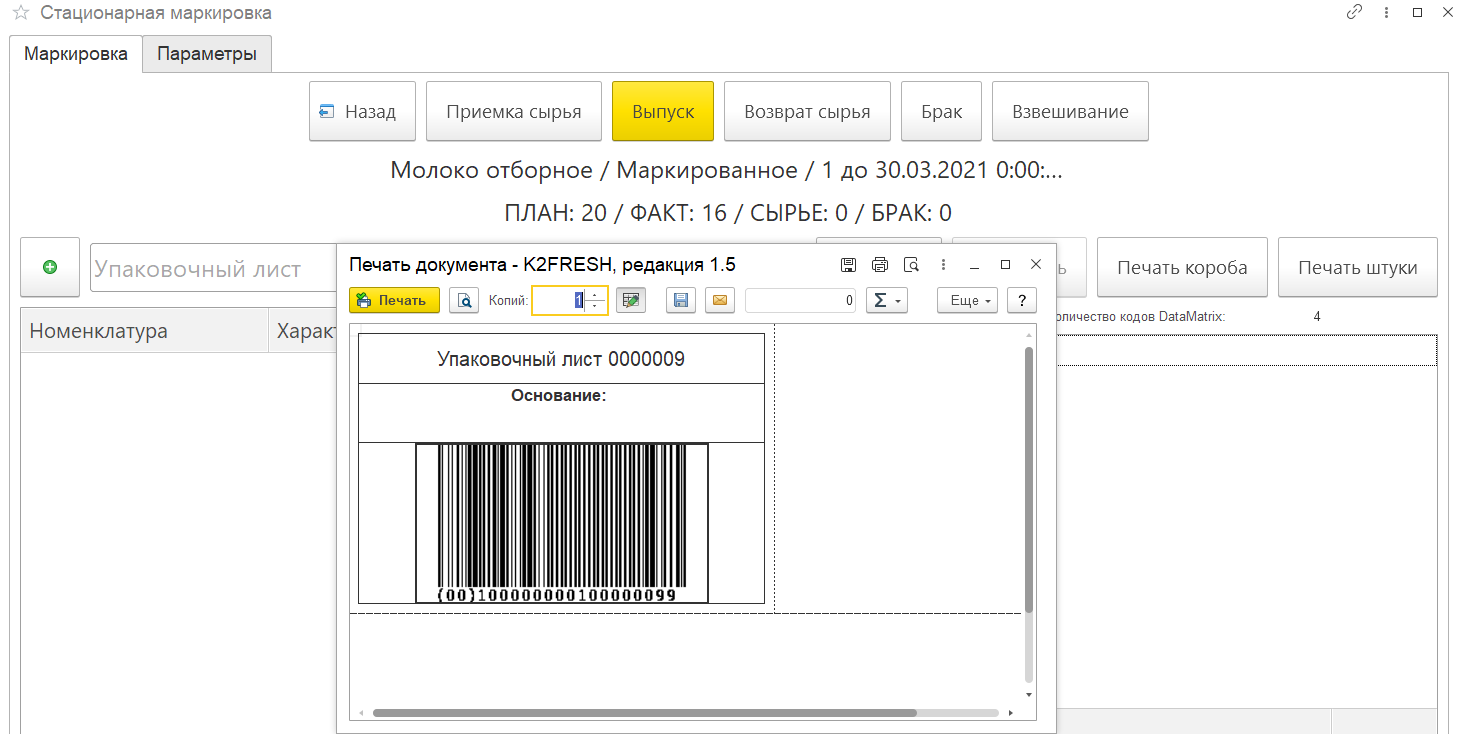 Стационарная маркировка
Маркировка Параметры
Назад Приемка сырья Выпуск Возврат сырья Брак Взвешивание
Молоко отборное / Маркированное / 1 до 30.03.2021 0:00:...
ПЛАН: 20 / ФАКТ: 16 / СЫРЬЕ: 0 / БРАК: 0
Упаковочный лист
Печать короба Печать штуки
оличество кодов DataMatrix: 4
Номенклатура Характ
Печать документа - K2FRESH, редакция 1.5
Печать Копий: 1 0 Σ Еще ?
Упаковочный лист 0000009
Основание:
(00)100000000100000099